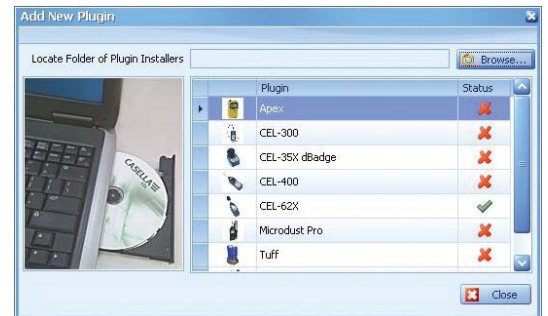 Add New Plugin
Locate Folder of Plugin Installers
Browse...
Plugin Status
Apex
CEL-300
CEL-35X dBadge
CEL-400
CEL-62X
Microdust Pro
Tuff
CASELLA
Close